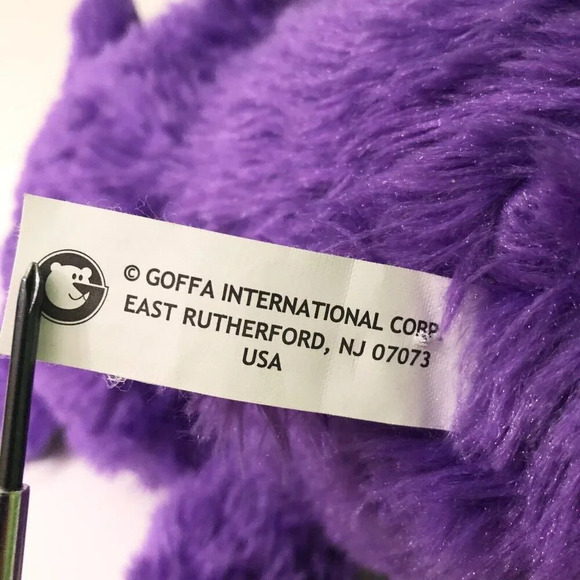 © GOFFA INTERNATIONAL CORP.
EAST RUTHERFORD, NJ 07073
USA